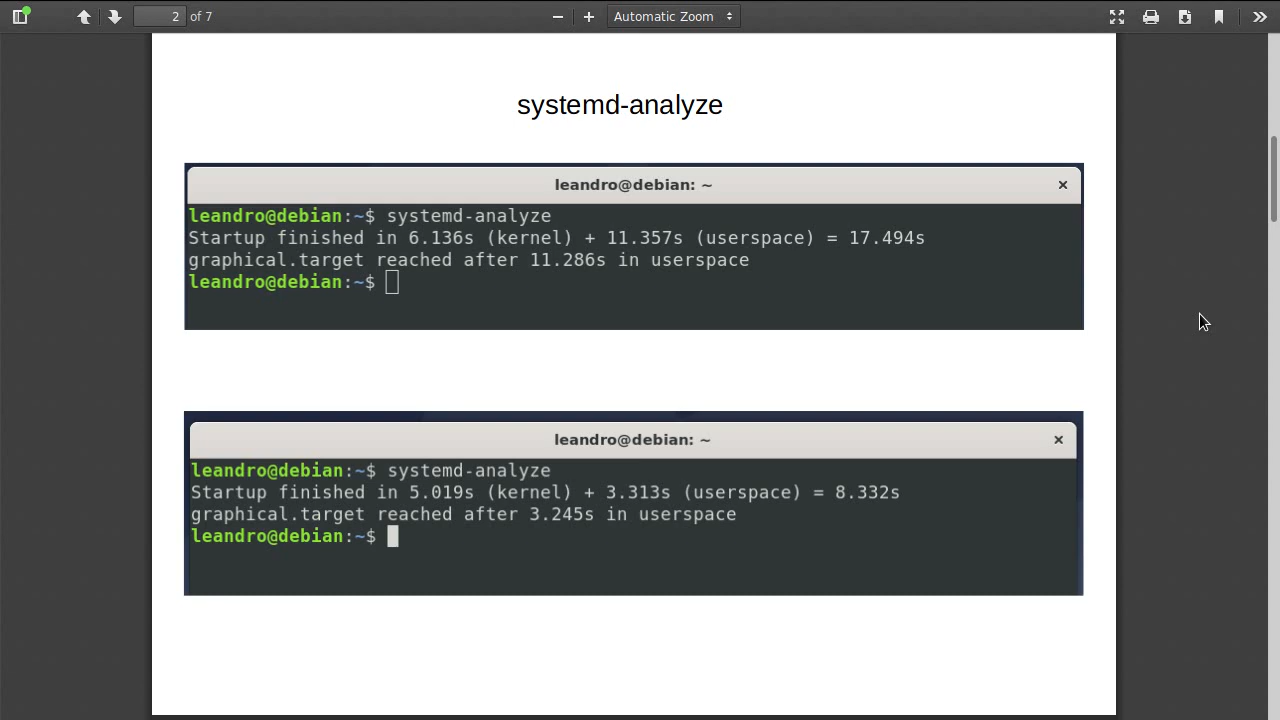 2 of 7
Automatic Zoom
systemd-analyze
leandro@debian: ~ ×
leandro@debian:~$ systemd-analyze
Startup finished in 6.136s (kernel) + 11.357s (userspace) = 17.494s
graphical.target reached after 11.286s in userspace
leandro@debian:~$
leandro@debian: ~ ×
leandro@debian:~$ systemd-analyze
Startup finished in 5.019s (kernel) + 3.313s (userspace) = 8.332s
graphical.target reached after 3.245s in userspace
leandro@debian:~$